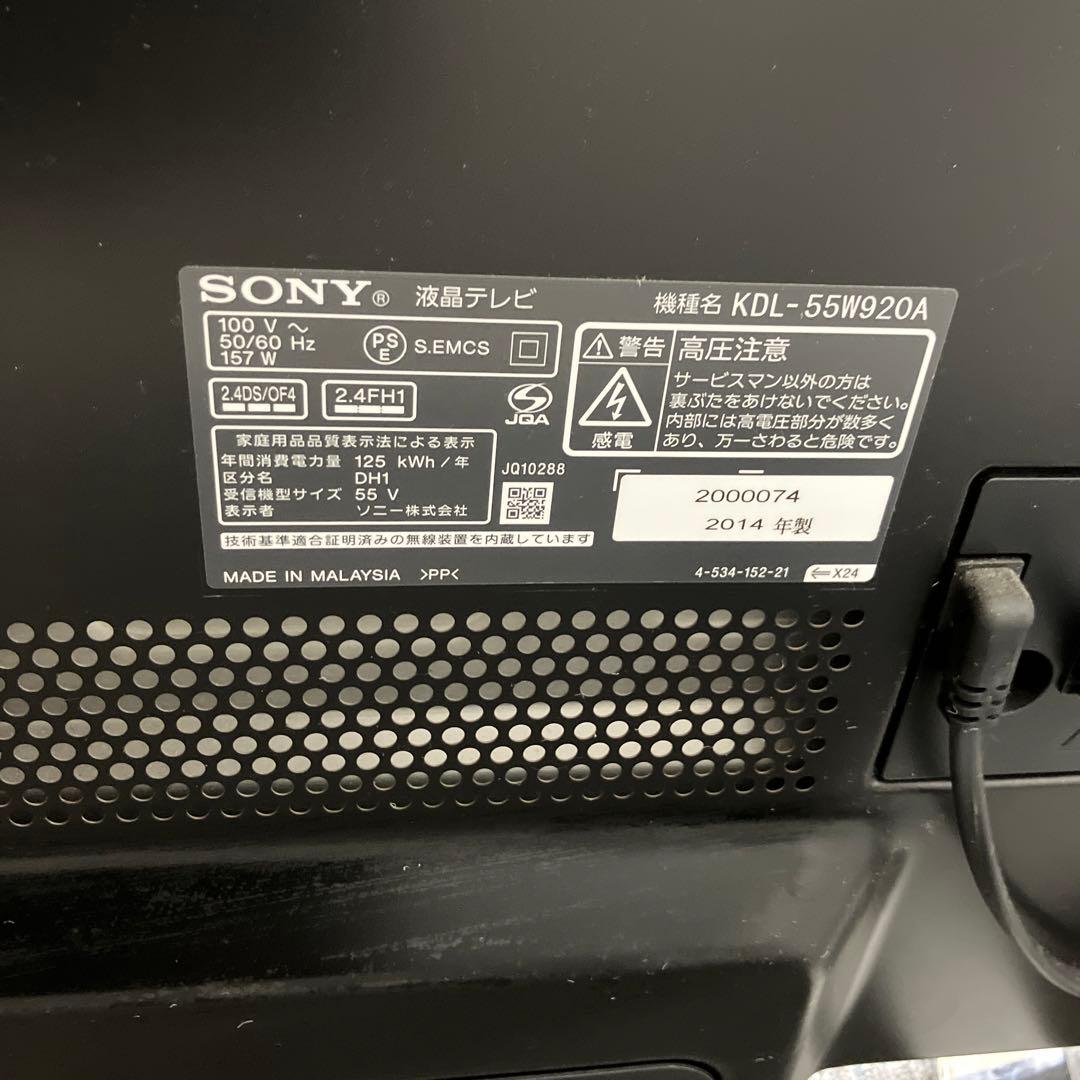 SONY® 液晶テレビ
機種名 KDL-55W920A
100 V ～
50/60 Hz
157 W
PS
E
S.EMCS
2.4DS/OF4
2.4FH1
JQA
警告 高圧注意
感電
サービスマン以外の方は
裏ぶたをあけないでください。
内部には高電圧部分が数多く
あり、万一さわると危険です。
家庭用品品質表示法による表示
年間消費電力量 125 kWh/年
区分名 DH1
受信機型サイズ 55 V
表示者 ソニー株式会社
JQ10288
2000074
2014 年製
技術基準適合証明済みの無線装置を内蔵しています
MADE IN MALAYSIA >PP<
4-534-152-21
⇐X24